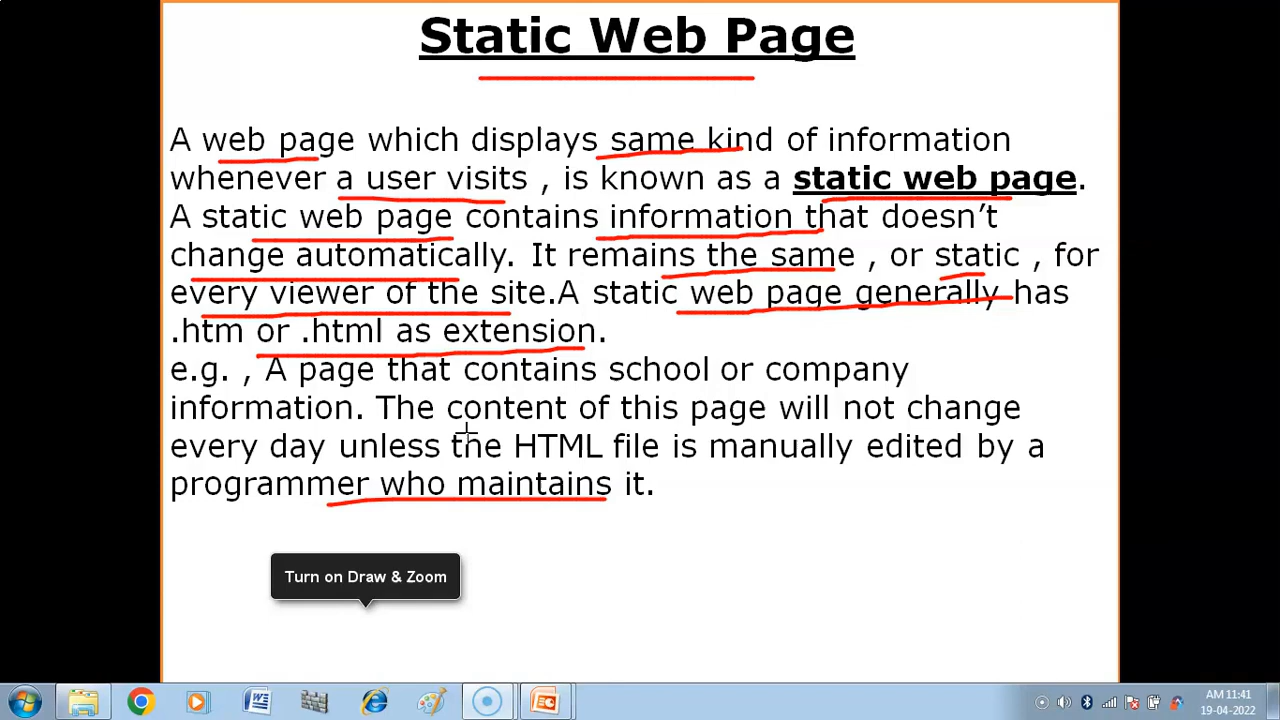 Static Web Page
A web page which displays same kind of information
whenever a user visits , is known as a static web page.
A static web page contains information that doesn’t
change automatically. It remains the same , or static , for
every viewer of the site.A static web page generally has
.htm or .html as extension.
e.g. , A page that contains school or company
information. The content of this page will not change
every day unless the HTML file is manually edited by a
programmer who maintains it.
Turn on Draw & Zoom
AM 11:41
19-04-2022